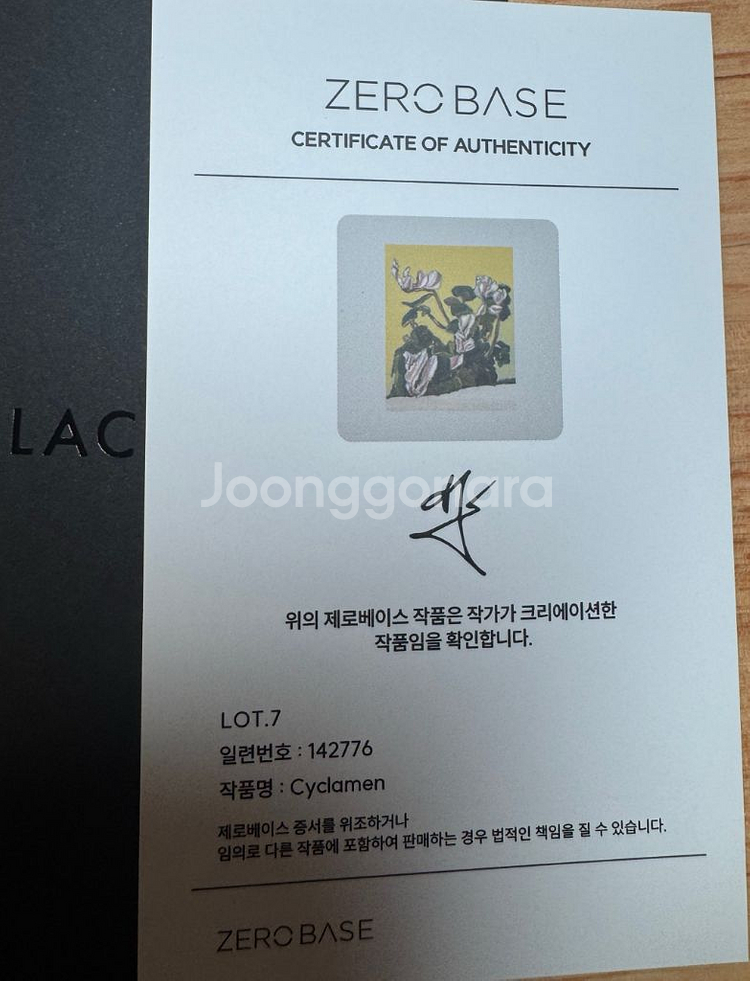 ZERO BASE
CERTIFICATE OF AUTHENTICITY
LAC
Joonggonara
위의 제로베이스 작품은 작가가 크리에이션한
작품임을 확인합니다.
LOT.7
일련번호 : 142776
작품명 : Cyclamen
제로베이스 증서를 위조하거나
임의로 다른 작품에 포함하여 판매하는 경우 법적인 책임을 질 수 있습니다.
ZERO BASE